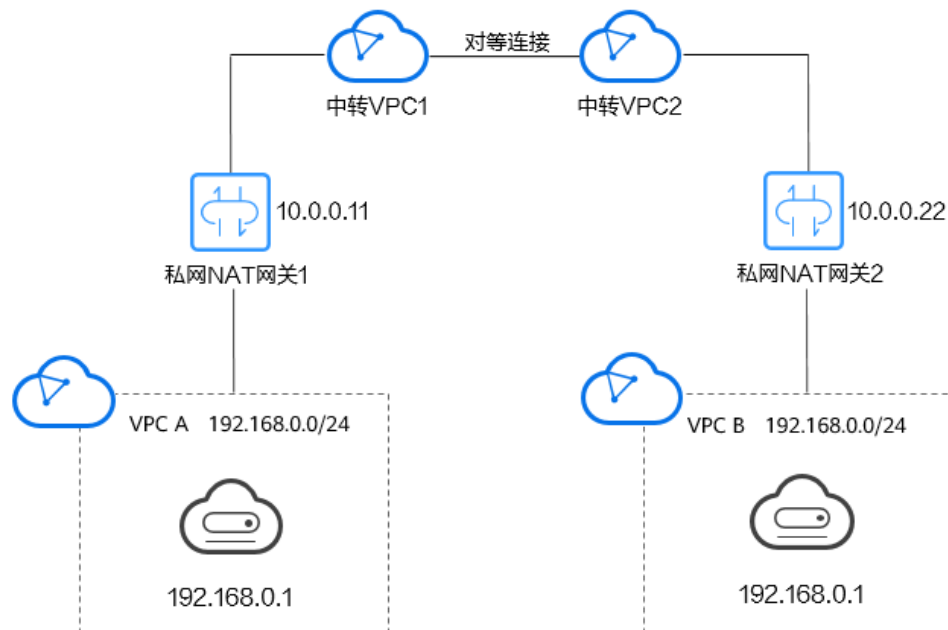 对等连接
中转VPC1
中转VPC2
10.0.0.11
10.0.0.22
私网NAT网关1
私网NAT网关2
VPC A 192.168.0.0/24
VPC B 192.168.0.0/24
192.168.0.1
192.168.0.1